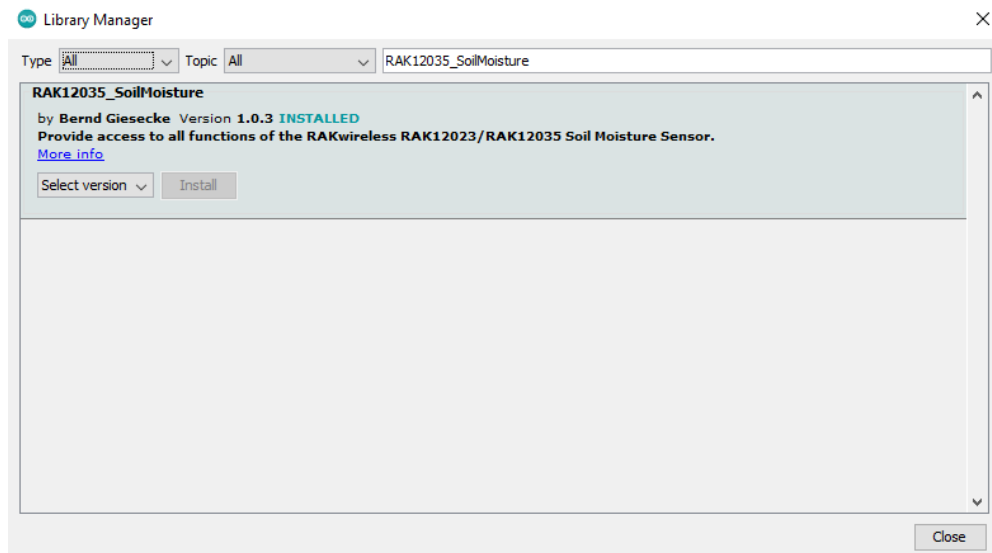 Library Manager
Type All Topic All RAK12035_SoilMoisture
RAK12035_SoilMoisture
by Bernd Giesecke Version 1.0.3 INSTALLED
Provide access to all functions of the RAKwireless RAK12023/RAK12035 Soil Moisture Sensor.
More info
Select version Install
Close